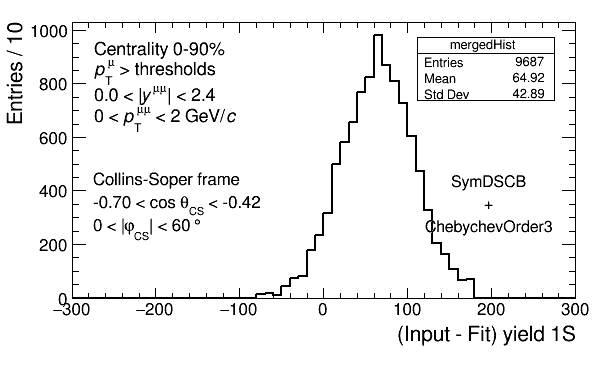 Entries / 10
1000
800
600
400
200
0
−300
−200
−100
0
100
200
300
(Input - Fit) yield 1S
Centrality 0-90%
p_T^μ > thresholds
0.0 < |y^μμ| < 2.4
0 < p_T^μμ < 2 GeV/c
Collins-Soper frame
-0.70 < cos θ_CS < -0.42
0 < |φ_CS| < 60 °
mergedHist
Entries 9687
Mean 64.92
Std Dev 42.89
SymDSCB
+
ChebychevOrder3